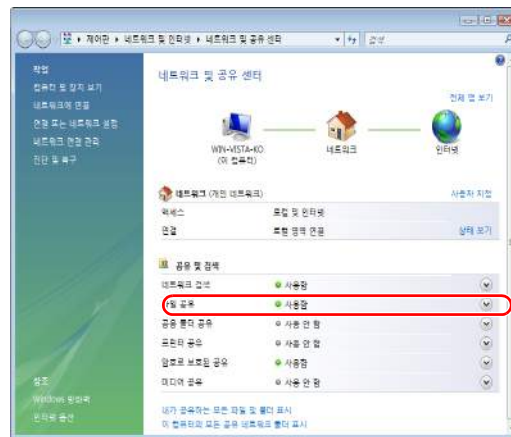 제어판 ▸ 네트워크 및 인터넷 ▸ 네트워크 및 공유 센터
검색
작업
컴퓨터 및 장치 보기
네트워크에 연결
연결 또는 네트워크 설정
네트워크 연결 관리
진단 및 복구
네트워크 및 공유 센터
전체 맵 보기
WIN-VISTA-KO
(이 컴퓨터)
네트워크
인터넷
네트워크 (개인 네트워크)
사용자 지정
액세스
로컬 및 인터넷
연결
로컬 영역 연결
상태 보기
공유 및 검색
네트워크 검색
사용함
파일 공유
사용함
공용 폴더 공유
사용 안 함
프린터 공유
사용 안 함
암호로 보호된 공유
사용함
미디어 공유
사용 안 함
참조
Windows 방화벽
인터넷 옵션
내가 공유하는 모든 파일 및 폴더 표시
이 컴퓨터의 모든 공유 네트워크 폴더 표시